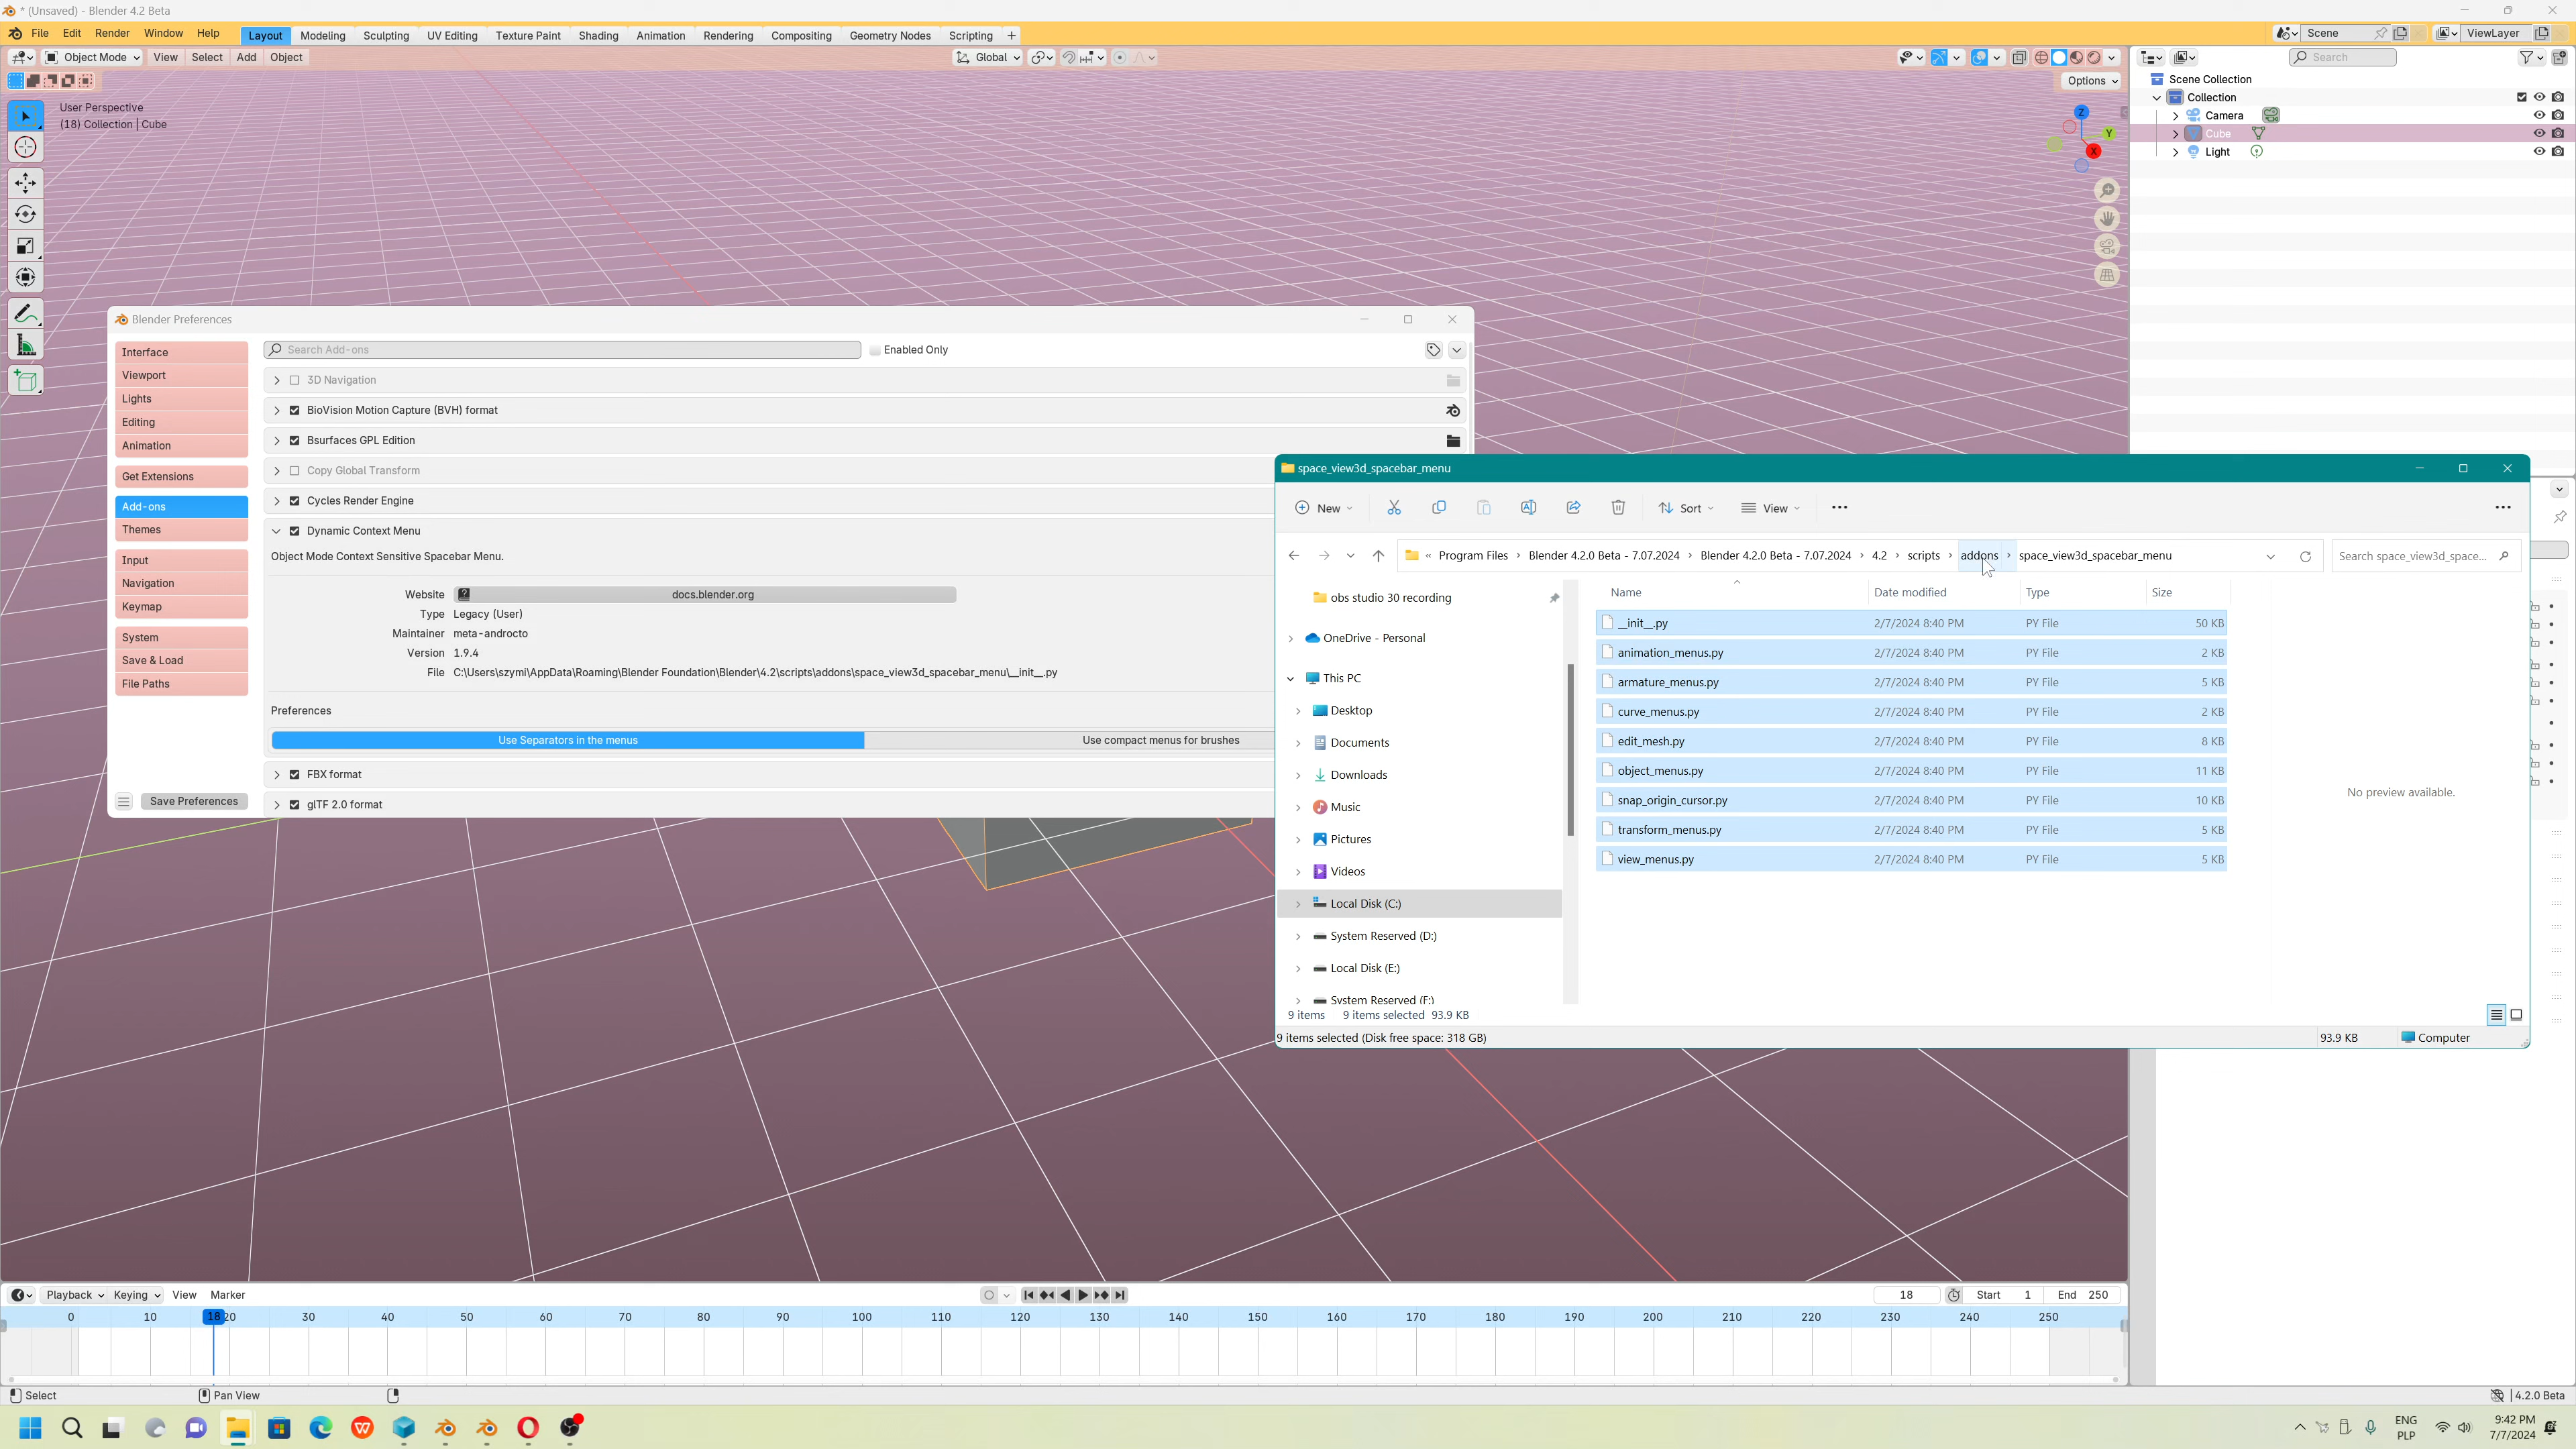 * (Unsaved) - Blender 4.2 Beta
File Edit Render Window Help Layout Modeling Sculpting UV Editing Texture Paint Shading Animation Rendering Compositing Geometry Nodes Scripting + Scene ViewLayer
Object Mode View Select Add Object Global Search
Options
User Perspective
(18) Collection | Cube
Z
Y
X
Scene Collection
Collection
Camera
Cube
Light
Blender Preferences
Interface
Viewport
Lights
Editing
Animation
Get Extensions
Add-ons
Themes
Input
Navigation
Keymap
System
Save & Load
File Paths
Save Preferences
Search Add-ons Enabled Only
3D Navigation
BioVision Motion Capture (BVH) format
Bsurfaces GPL Edition
Copy Global Transform
Cycles Render Engine
Dynamic Context Menu
Object Mode Context Sensitive Spacebar Menu.
Website docs.blender.org
Type Legacy (User)
Maintainer meta-androcto
Version 1.9.4
File C:\Users\szymi\AppData\Roaming\Blender Foundation\Blender\4.2\scripts\addons\space_view3d_spacebar_menu\__init__.py
Preferences
Use Separators in the menus Use compact menus for brushes
FBX format
glTF 2.0 format
space_view3d_spacebar_menu
New Sort View
« Program Files › Blender 4.2.0 Beta - 7.07.2024 › Blender 4.2.0 Beta - 7.07.2024 › 4.2 › scripts › addons › space_view3d_spacebar_menu Search space_view3d_space...
obs studio 30 recording
OneDrive - Personal
This PC
Desktop
Documents
Downloads
Music
Pictures
Videos
Local Disk (C:)
System Reserved (D:)
Local Disk (E:)
System Reserved (F:)
Name Date modified Type Size
__init__.py 2/7/2024 8:40 PM PY File 50 KB
animation_menus.py 2/7/2024 8:40 PM PY File 2 KB
armature_menus.py 2/7/2024 8:40 PM PY File 5 KB
curve_menus.py 2/7/2024 8:40 PM PY File 2 KB
edit_mesh.py 2/7/2024 8:40 PM PY File 8 KB
object_menus.py 2/7/2024 8:40 PM PY File 11 KB
snap_origin_cursor.py 2/7/2024 8:40 PM PY File 10 KB
transform_menus.py 2/7/2024 8:40 PM PY File 5 KB
view_menus.py 2/7/2024 8:40 PM PY File 5 KB
No preview available.
9 items 9 items selected 93.9 KB
9 items selected (Disk free space: 318 GB) 93.9 KB Computer
Playback Keying View Marker 18 Start 1 End 250
0 10 18 20 30 40 50 60 70 80 90 100 110 120 130 140 150 160 170 180 190 200 210 220 230 240 250
Select Pan View 4.2.0 Beta
ENG
PLP
9:42 PM
7/7/2024